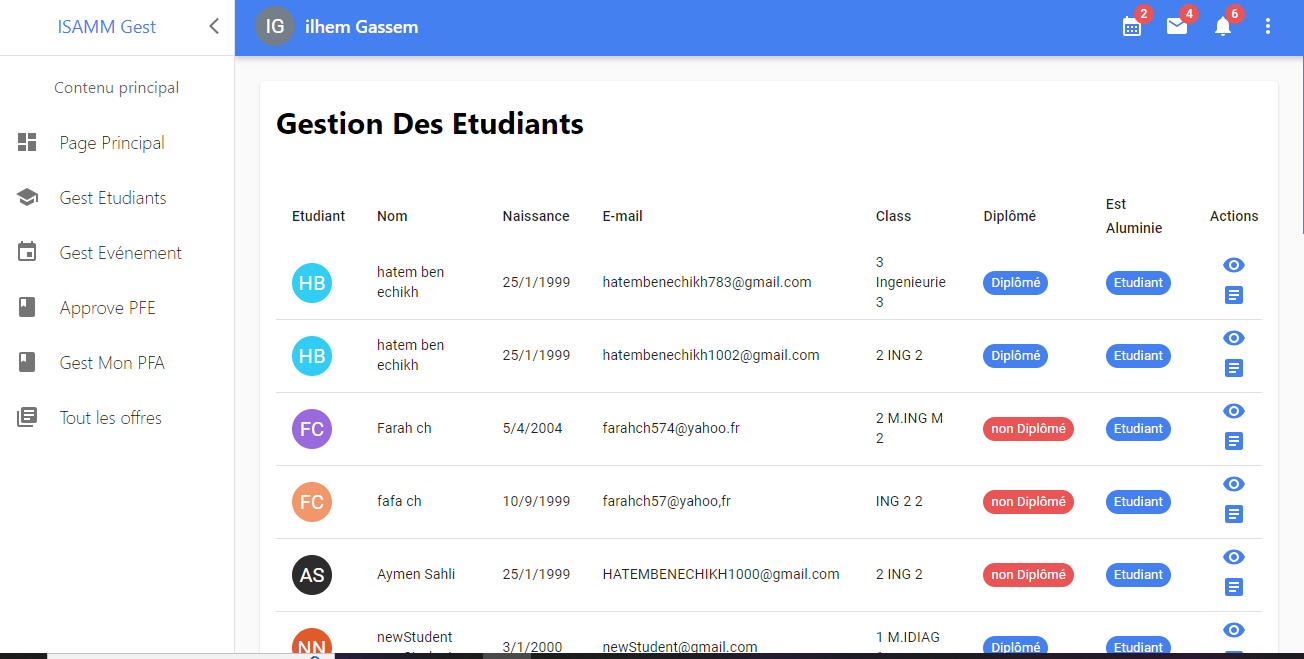 ISAMM Gest
IG ilhem Gassem
2 4 6
Contenu principal
Page Principal
Gest Etudiants
Gest Evénement
Approve PFE
Gest Mon PFA
Tout les offres
Gestion Des Etudiants
Etudiant Nom Naissance E-mail Class Diplômé Est Aluminie Actions
HB hatem ben echikh 25/1/1999 hatembenechikh783@gmail.com 3 Ingenieurie 3 Diplômé Etudiant
HB hatem ben echikh 25/1/1999 hatembenechikh1002@gmail.com 2 ING 2 Diplômé Etudiant
FC Farah ch 5/4/2004 farahch574@yahoo.fr 2 M.ING M 2 non Diplômé Etudiant
FC fafa ch 10/9/1999 farahch57@yahoo,fr ING 2 2 non Diplômé Etudiant
AS Aymen Sahli 25/1/1999 HATEMBENECHIKH1000@gmail.com 2 ING 2 non Diplômé Etudiant
NN newStudent 3/1/2000 newStudent@gmail.com 1 M.IDIAG Diplômé Etudiant